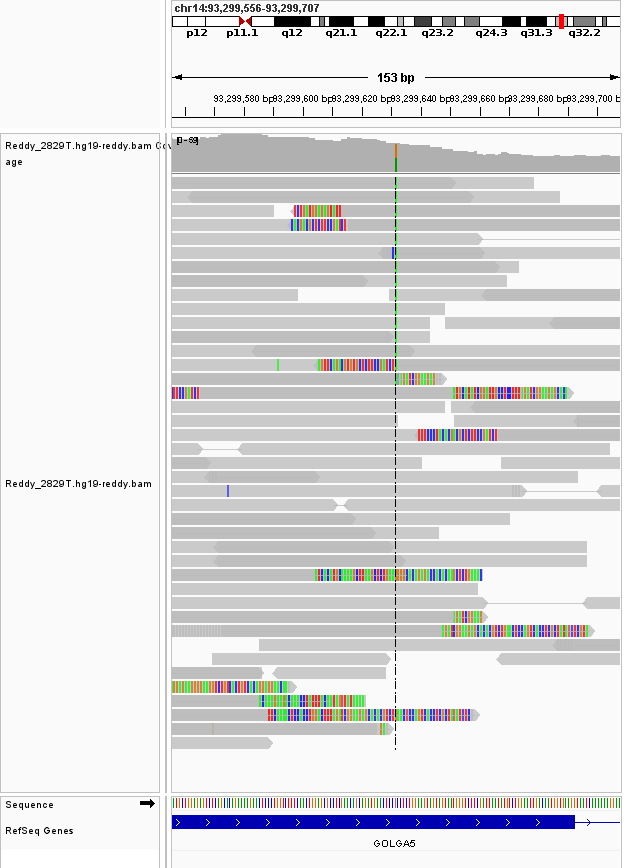 chr14:93,299,556-93,299,707
p12 p11.1 q12 q21.1 q22.1 q23.2 q24.3 q31.3 q32.2
153 bp
93,299,580 bp 93,299,600 bp 93,299,620 bp 93,299,640 bp 93,299,660 bp 93,299,680 bp 93,299,700 b
Reddy_2829T.hg19-reddy.bam Cov
age
Reddy_2829T.hg19-reddy.bam
Sequence
RefSeq Genes
GOLGA5